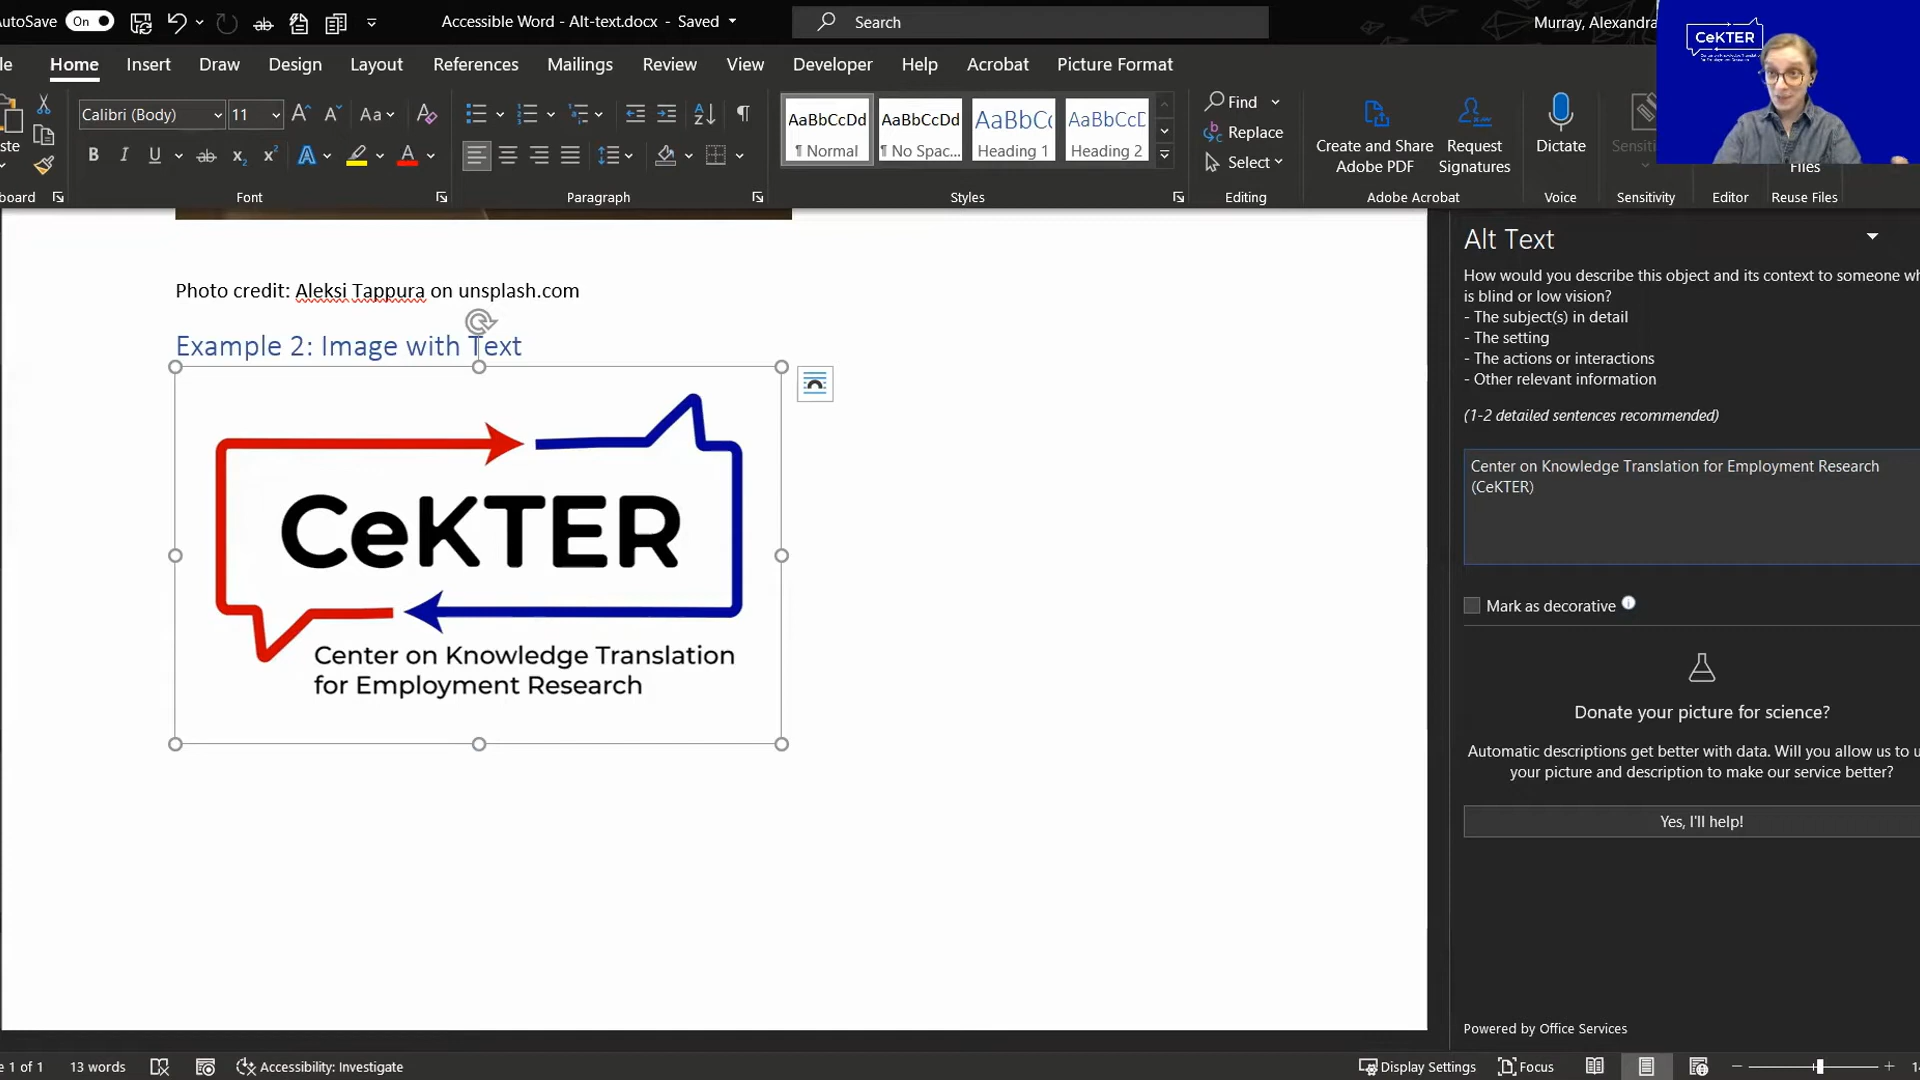 AutoSave On
Accessible Word - Alt-text.docx - Saved
Search
Murray, Alexandra
CeKTER
Home Insert Draw Design Layout References Mailings Review View Developer Help Acrobat Picture Format
Calibri (Body) 11
AaBbCcDd AaBbCcDd AaBbCc AaBbCcD
¶ Normal ¶ No Spac... Heading 1 Heading 2
Find
Replace
Select
Create and Share
Adobe PDF
Request
Signatures
Dictate
Files
Font Paragraph Styles Editing Adobe Acrobat Voice Sensitivity Editor Reuse Files
Photo credit: Aleksi Tappura on unsplash.com
Example 2: Image with Text
CeKTER
Center on Knowledge Translation
for Employment Research
Alt Text
How would you describe this object and its context to someone wh
is blind or low vision?
- The subject(s) in detail
- The setting
- The actions or interactions
- Other relevant information
(1-2 detailed sentences recommended)
Center on Knowledge Translation for Employment Research
(CeKTER)
Mark as decorative
Donate your picture for science?
Automatic descriptions get better with data. Will you allow us to u
your picture and description to make our service better?
Yes, I'll help!
Powered by Office Services
e 1 of 1 13 words Accessibility: Investigate Display Settings Focus